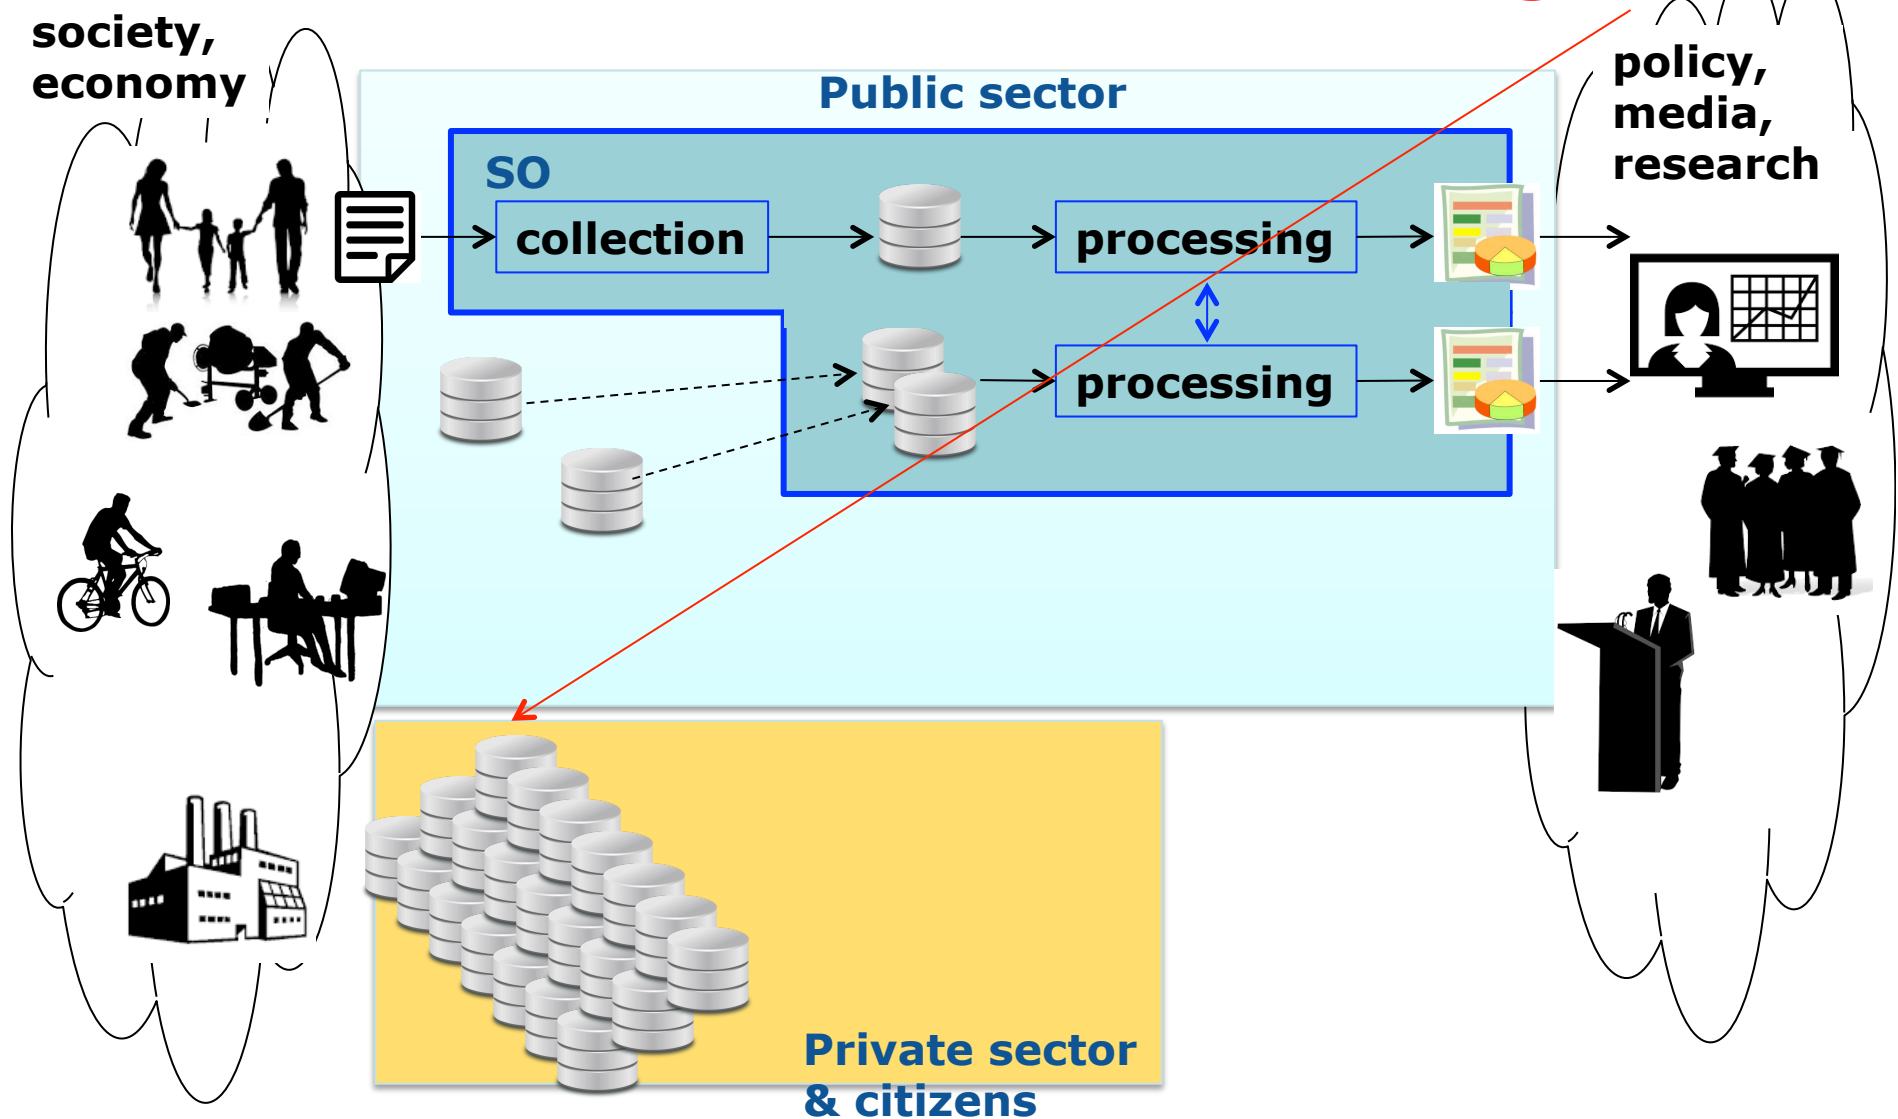 society,
economy
Public sector
policy,
media,
research
SO
collection
processing
processing
Private sector
& citizens